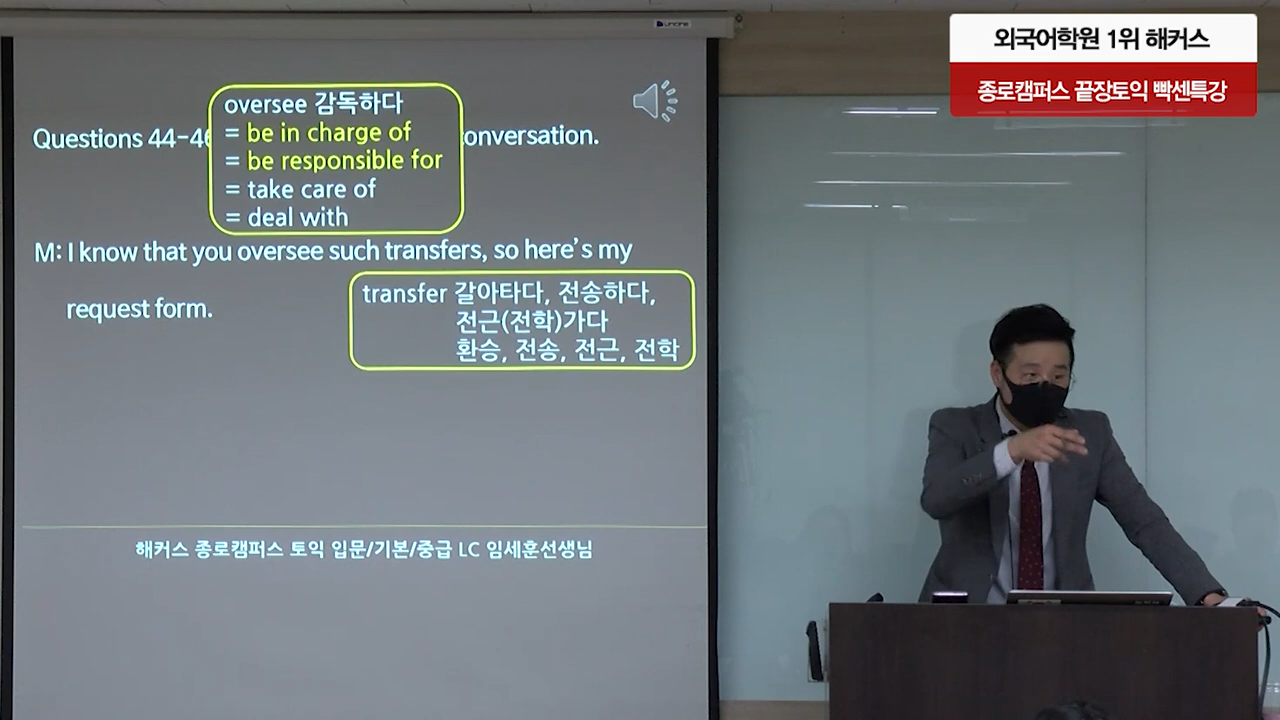 외국어학원 1위 해커스
종로캠퍼스 끝장토익 빡센특강
oversee 감독하다
= be in charge of
= be responsible for
= take care of
= deal with
Questions 44-46
onversation.
M: I know that you oversee such transfers, so here's my
request form.
transfer 갈아타다, 전송하다,
전근(전학)가다
환승, 전송, 전근, 전학
해커스 종로캠퍼스 토익 입문/기본/중급 LC 임세훈선생님